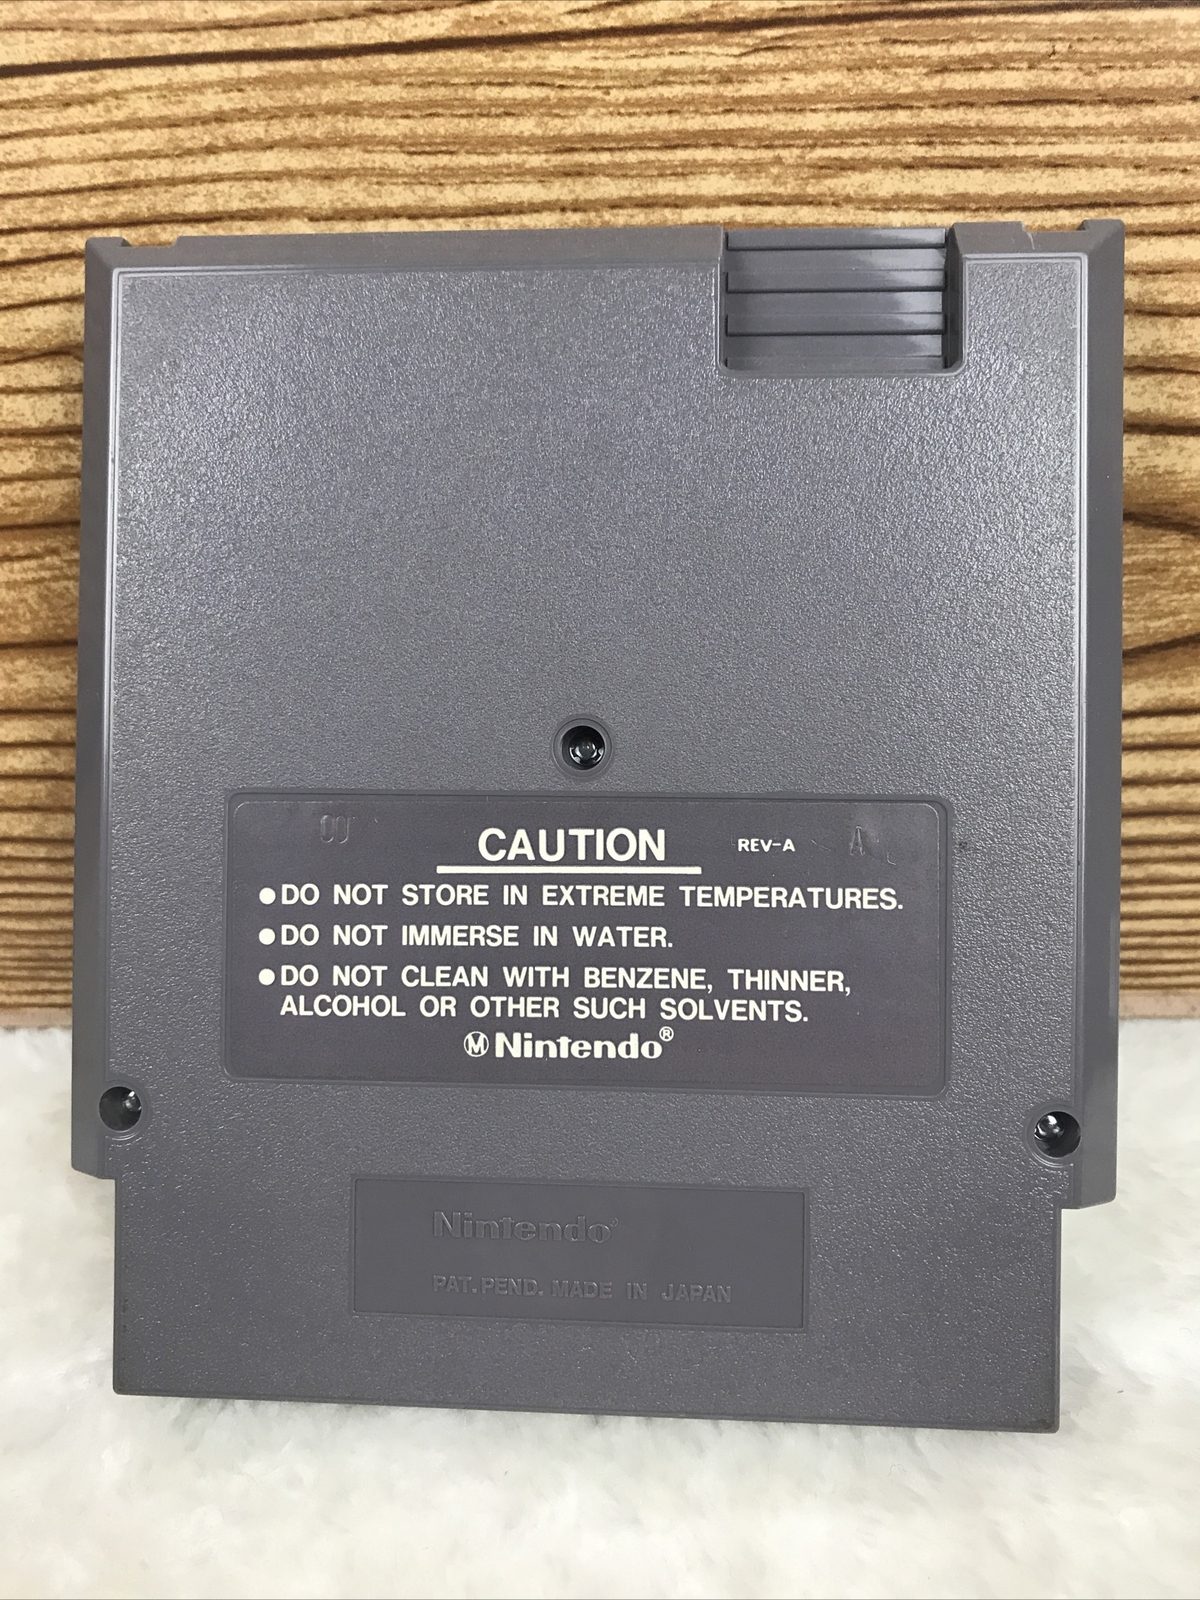 CAUTION REV-A A
●DO NOT STORE IN EXTREME TEMPERATURES.
●DO NOT IMMERSE IN WATER.
●DO NOT CLEAN WITH BENZENE, THINNER,
ALCOHOL OR OTHER SUCH SOLVENTS.
Ⓜ Nintendo®
Nintendo®
PAT. PEND. MADE IN JAPAN